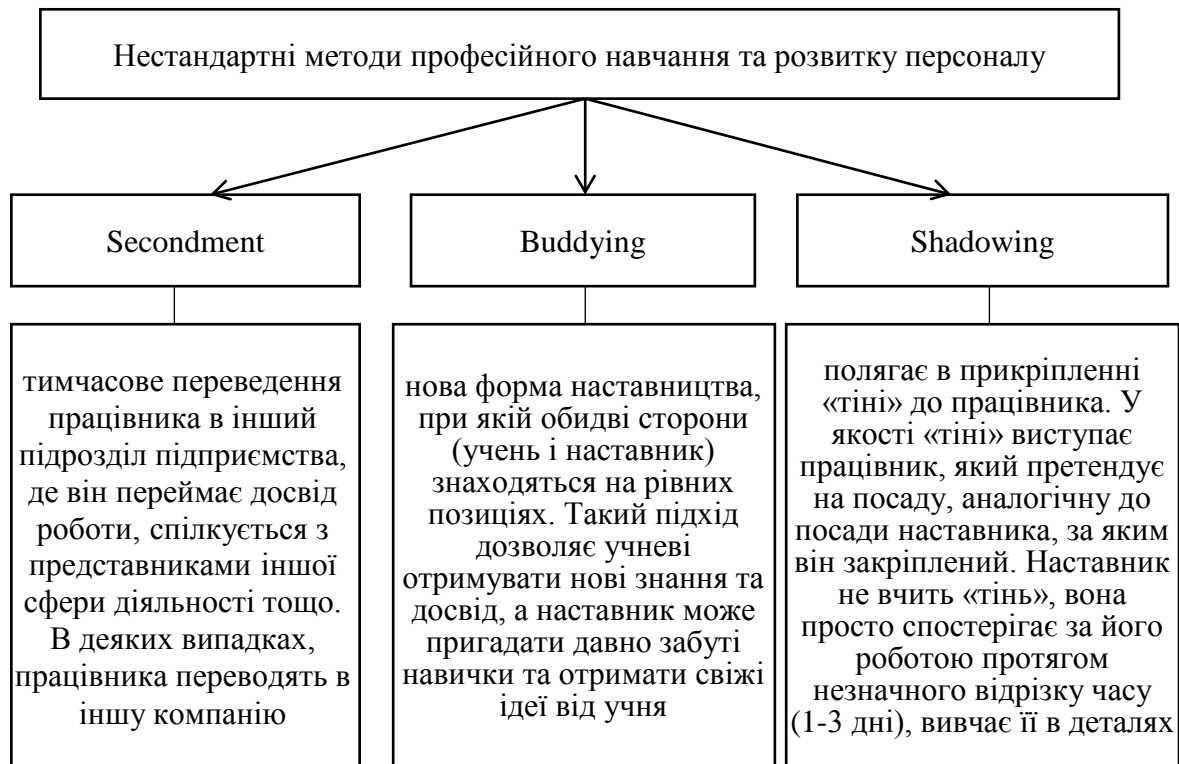 Нестандартні методи професійного навчання та розвитку персоналу
Secondment
Buddying
Shadowing
тимчасове переведення
працівника в інший
підрозділ підприємства,
де він переймає досвід
роботи, спілкується з
представниками іншої
сфери діяльності тощо.
В деяких випадках,
працівника переводять в
іншу компанію
нова форма наставництва,
при якій обидві сторони
(учень і наставник)
знаходяться на рівних
позиціях. Такий підхід
дозволяє учневі
отримувати нові знання та
досвід, а наставник може
пригадати давно забуті
навички та отримати свіжі
ідеї від учня
полягає в прикріпленні
«тіні» до працівника. У
якості «тіні» виступає
працівник, який претендує
на посаду, аналогічну до
посади наставника, за яким
він закріплений. Наставник
не вчить «тінь», вона
просто спостерігає за його
роботою протягом
незначного відрізку часу
(1-3 дні), вивчає її в деталях